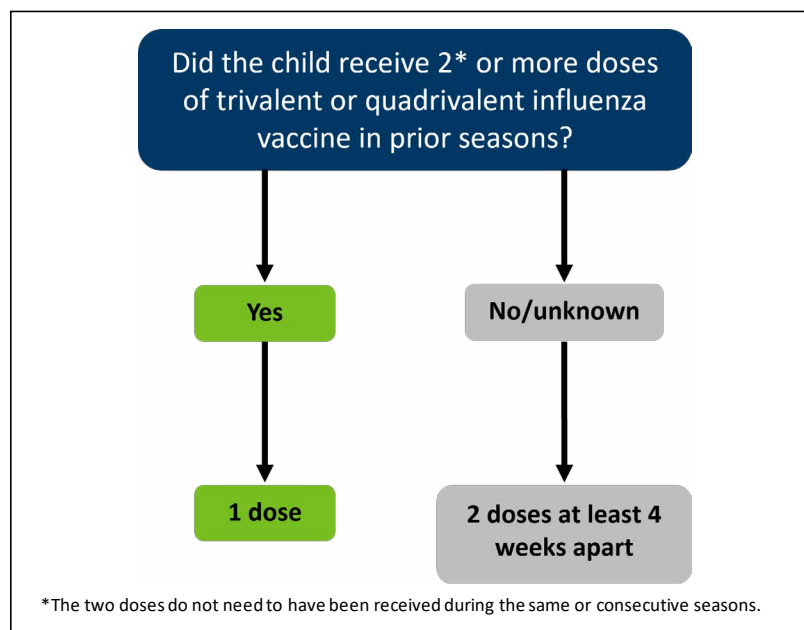 Did the child receive 2* or more doses
of trivalent or quadrivalent influenza
vaccine in prior seasons?
Yes
No/unknown
1 dose
2 doses at least 4
weeks apart
*The two doses do not need to have been received during the same or consecutive seasons.